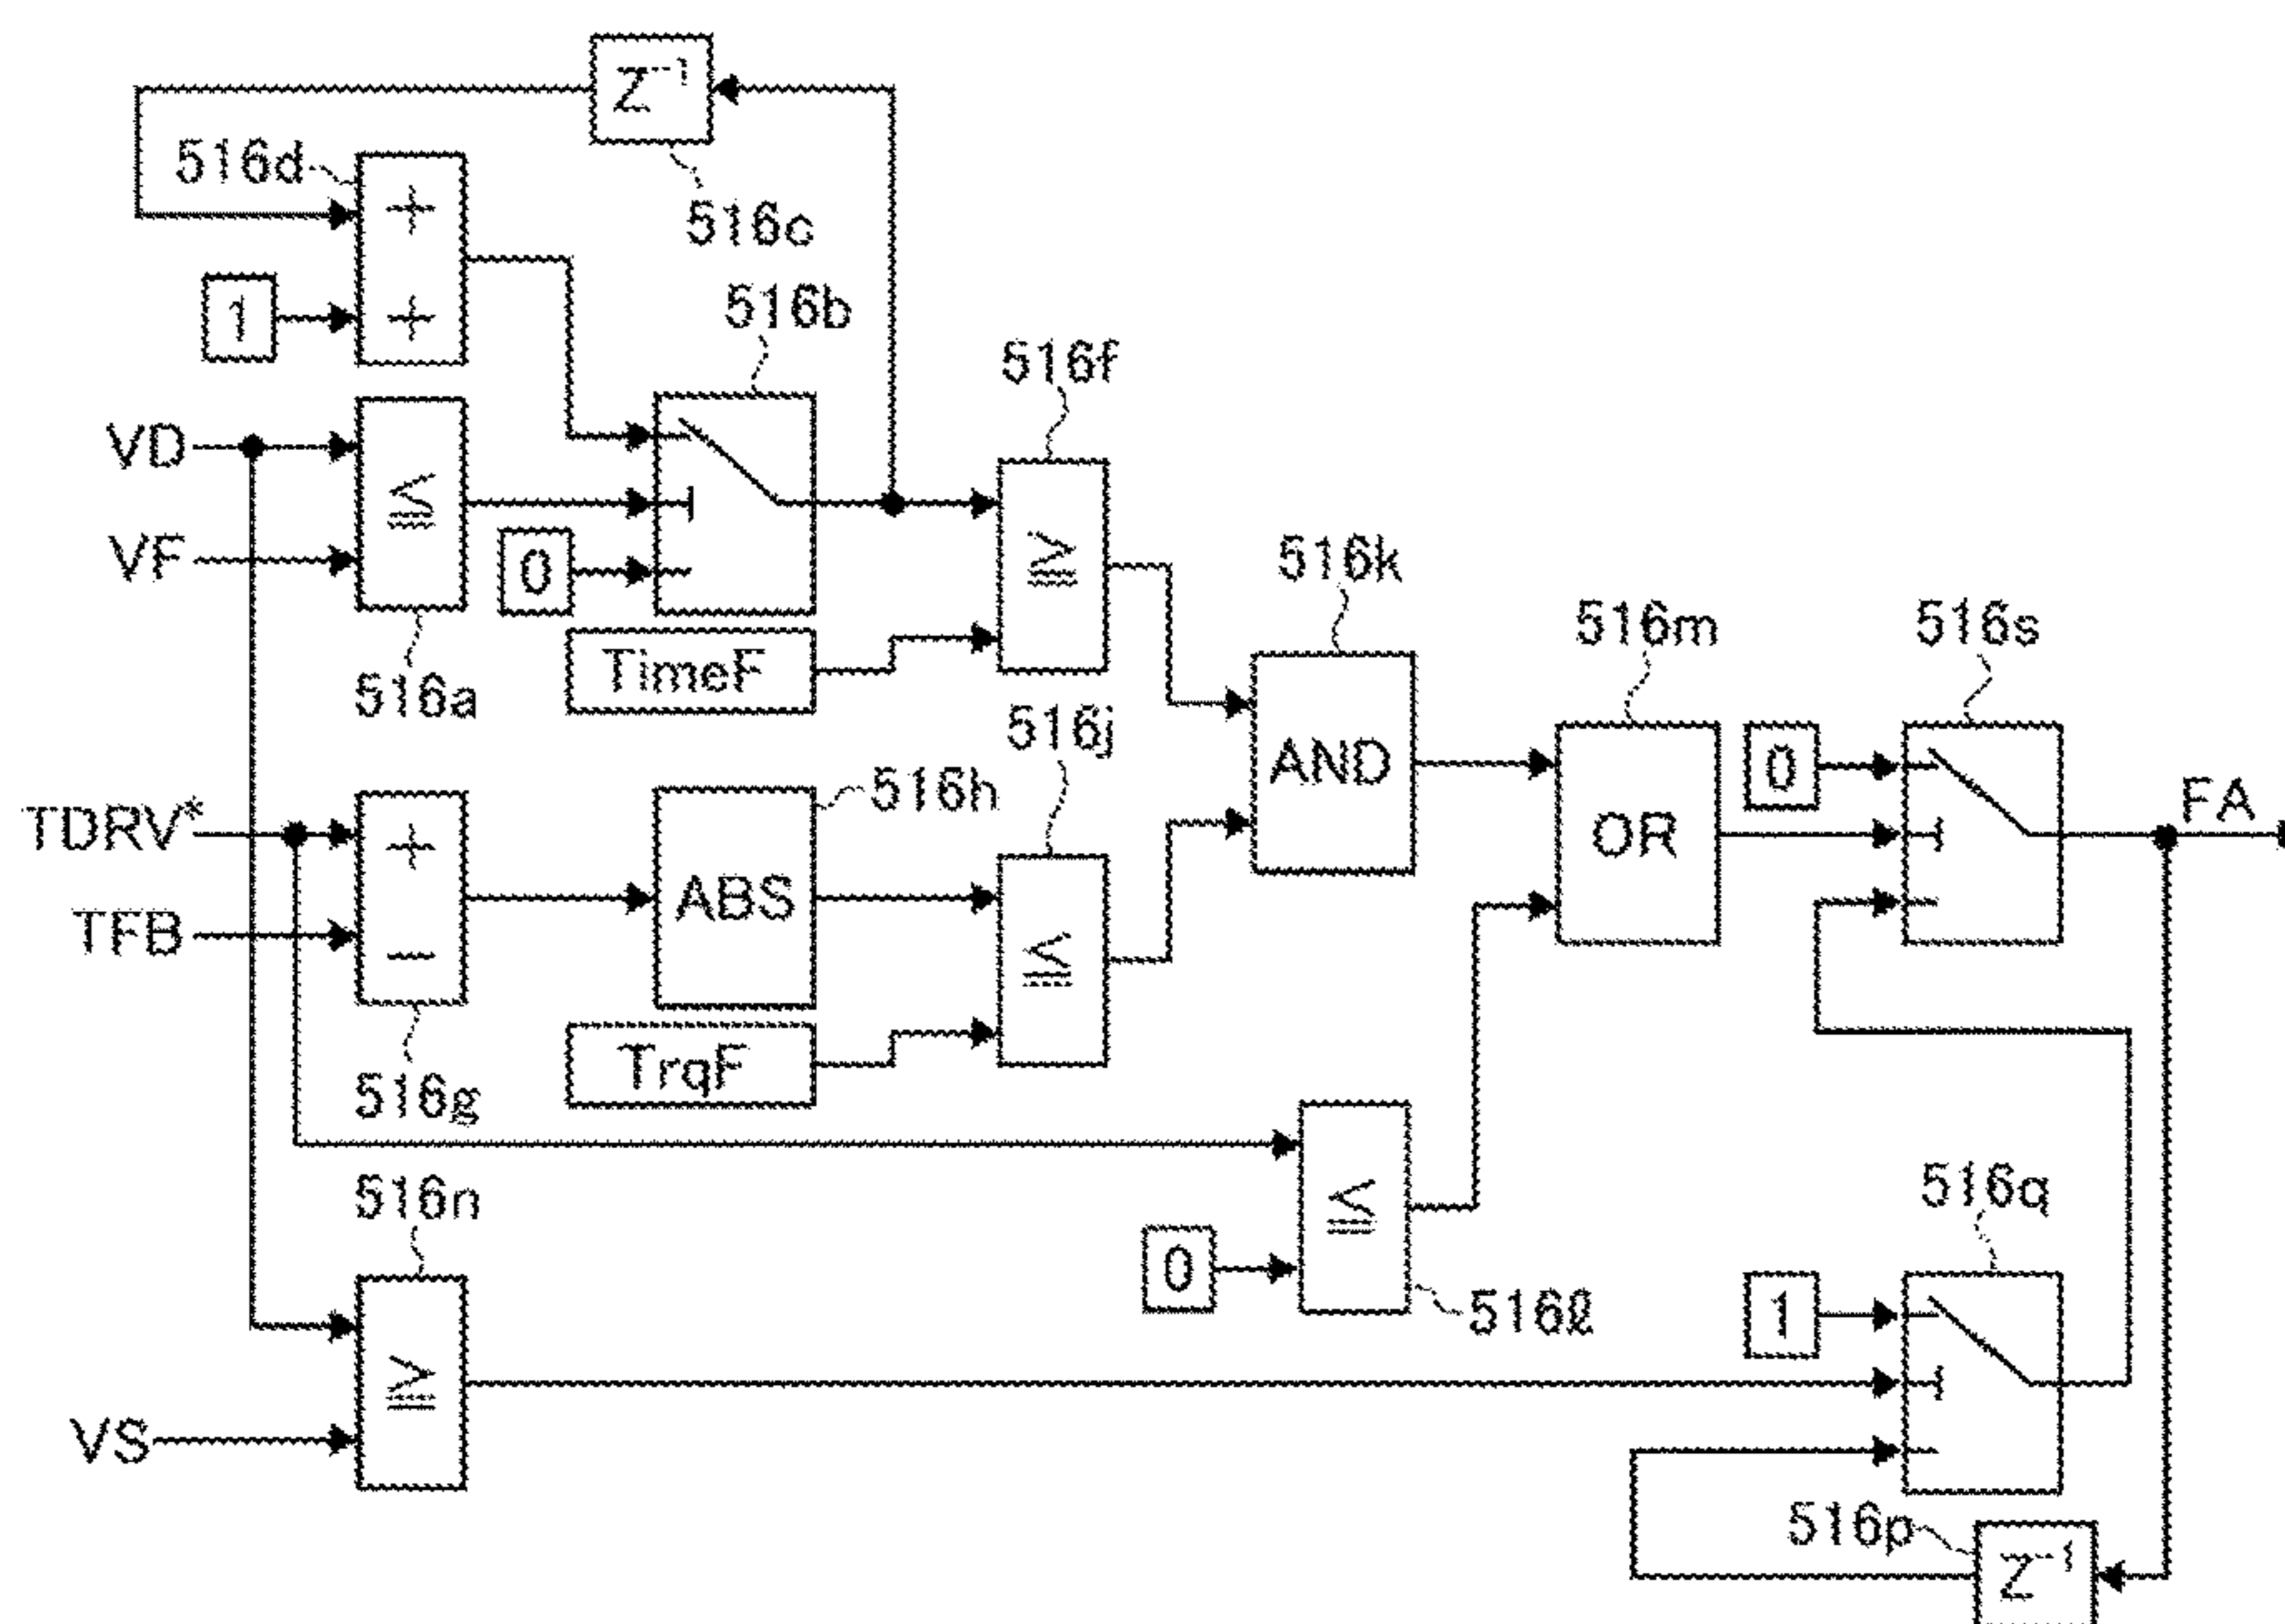 Z⁻¹
516d
+
516c
1
+
516b
516f
VD
≦
VF
0
≧
516k
TimeF
516a
516j
516m
516s
AND
0
516h
FA
TDRV*
+
ABS
OR
TFB
−
≦
TrqF
516g
516n
≦
516q
0
516ℓ
1
≧
VS
516p
Z⁻¹